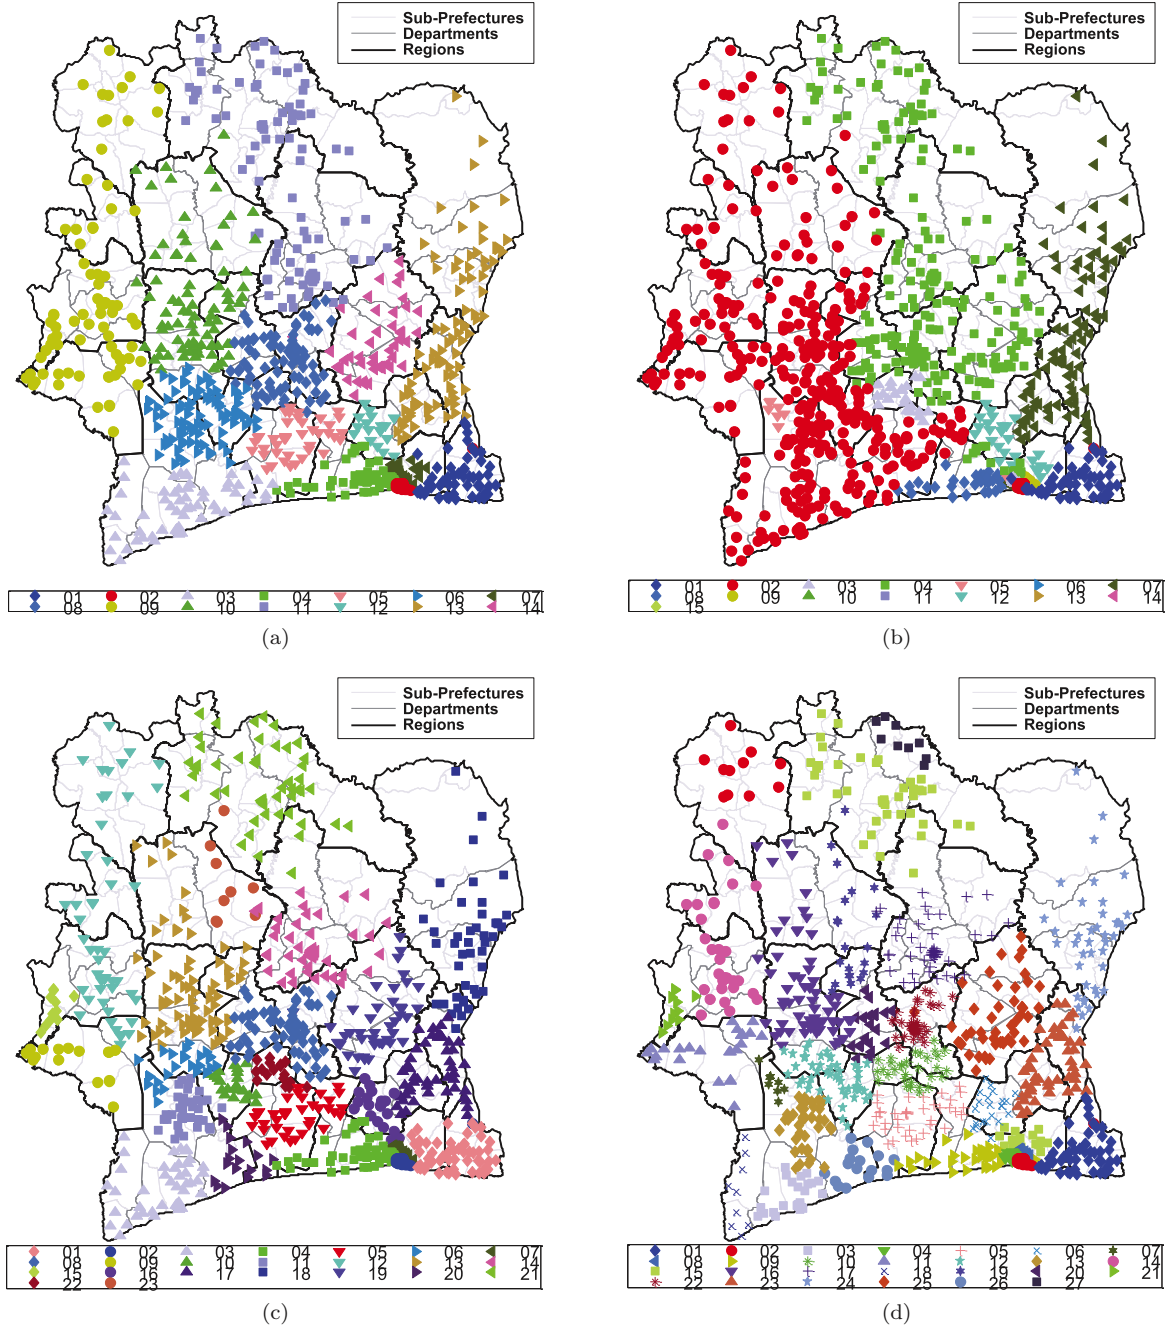 Sub-Prefectures
Departments
Regions
Sub-Prefectures
Departments
Regions
01 02 03 04 05 06 07
08 09 10 11 12 13 14
01 02 03 04 05 06 07
08 09 10 11 12 13 14
15
(a)
(b)
Sub-Prefectures
Departments
Regions
Sub-Prefectures
Departments
Regions
01 02 03 04 05 06 07
08 09 10 11 12 13 14
15 16 17 18 19 20 21
22 23
01 02 03 04 05 06 07
08 09 10 11 12 13 14
15 16 17 18 19 20 21
22 23 24 25 26 27
(c)
(d)